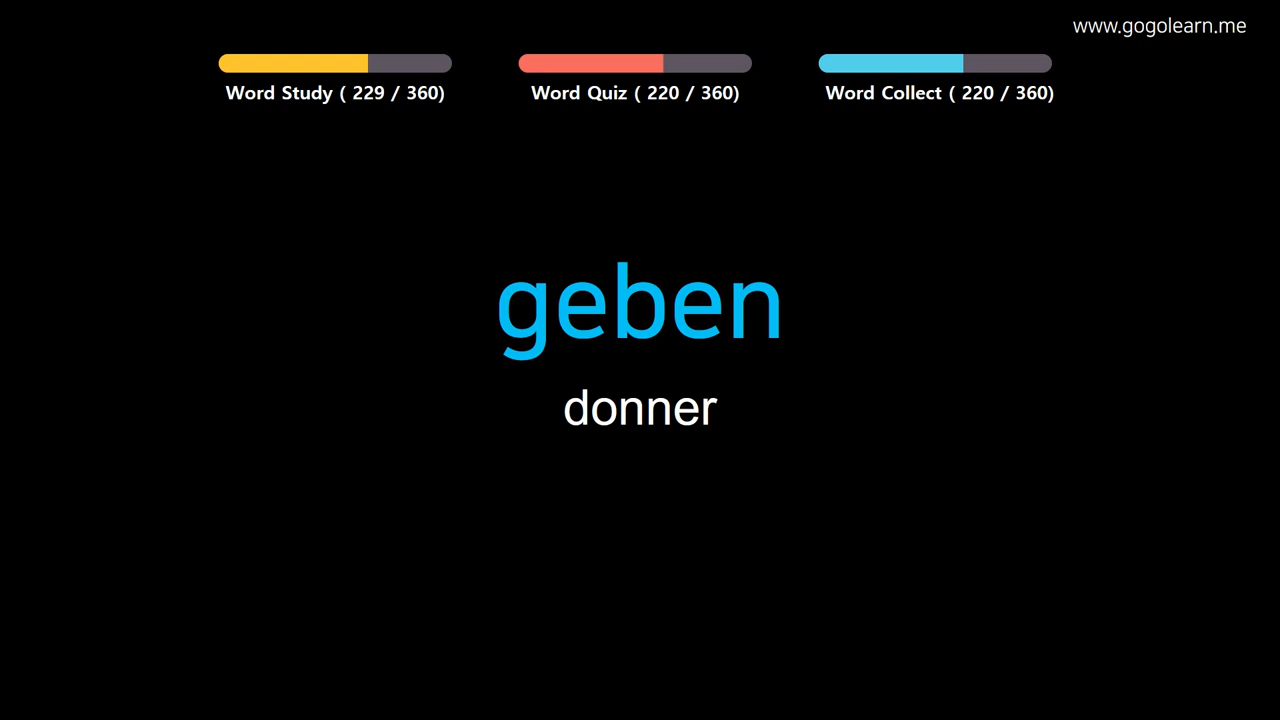 www.gogolearn.me
Word Study ( 229 / 360)
Word Quiz ( 220 / 360)
Word Collect ( 220 / 360)
geben
donner